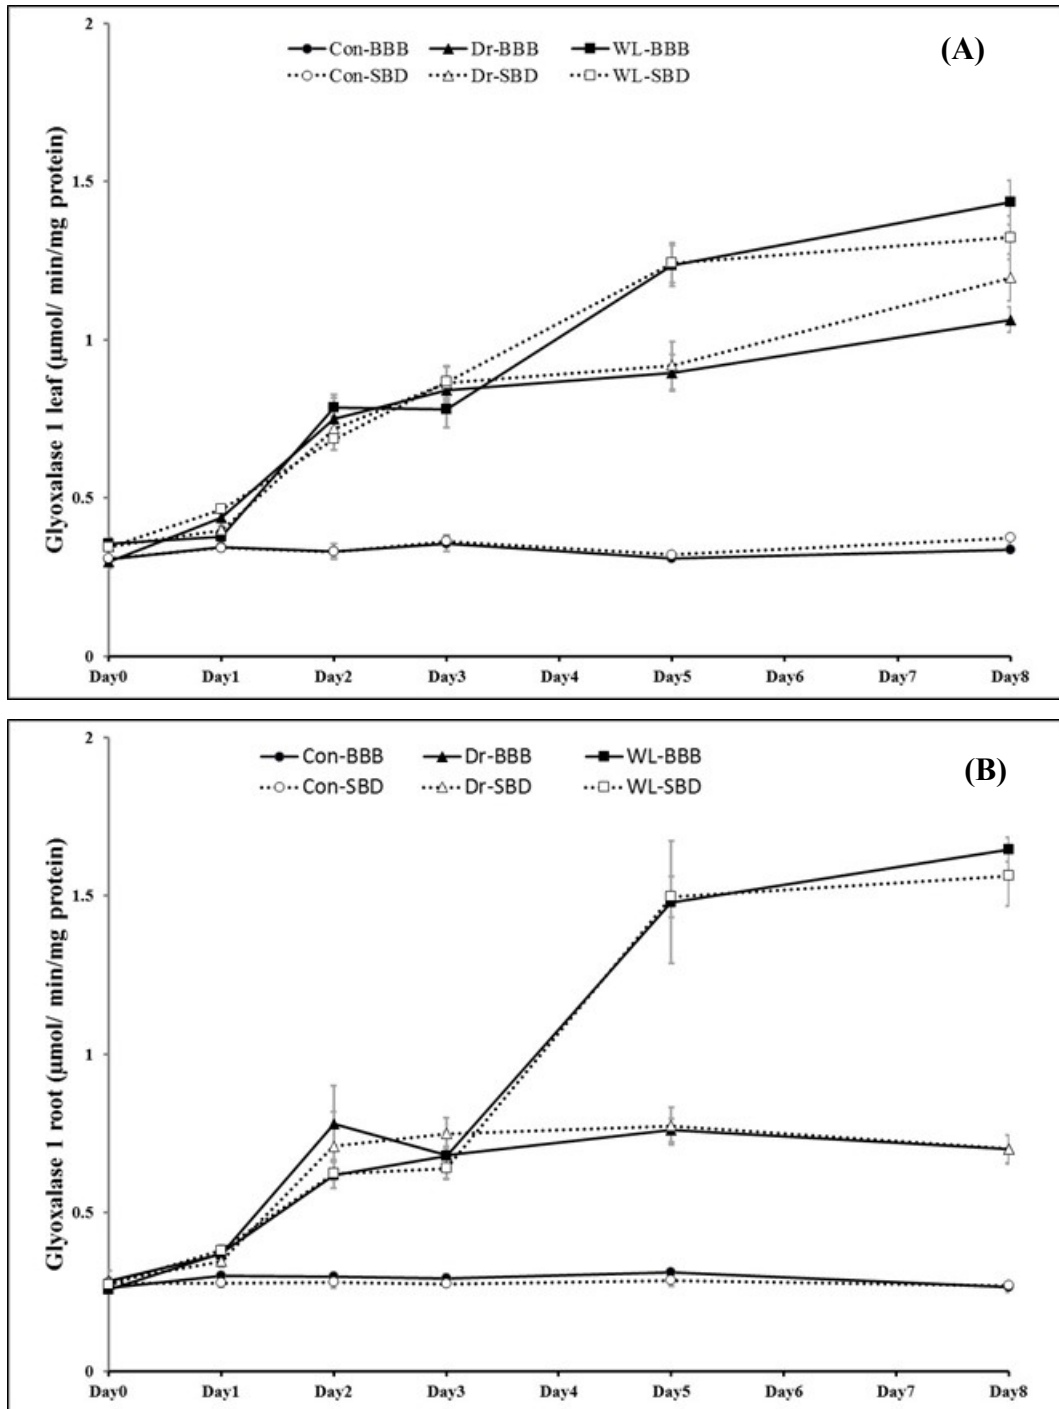 2
Con-BBB Dr-BBB WL-BBB
(A)
Con-SBD Dr-SBD WL-SBD
1.5
1
0.5
0
Glyoxalase 1 leaf (µmol/ min/mg protein)
Day0 Day1 Day2 Day3 Day4 Day5 Day6 Day7 Day8
2
Con-BBB Dr-BBB WL-BBB
(B)
Con-SBD Dr-SBD WL-SBD
1.5
1
0.5
0
Glyoxalase 1 root (µmol/ min/mg protein)
Day0 Day1 Day2 Day3 Day4 Day5 Day6 Day7 Day8